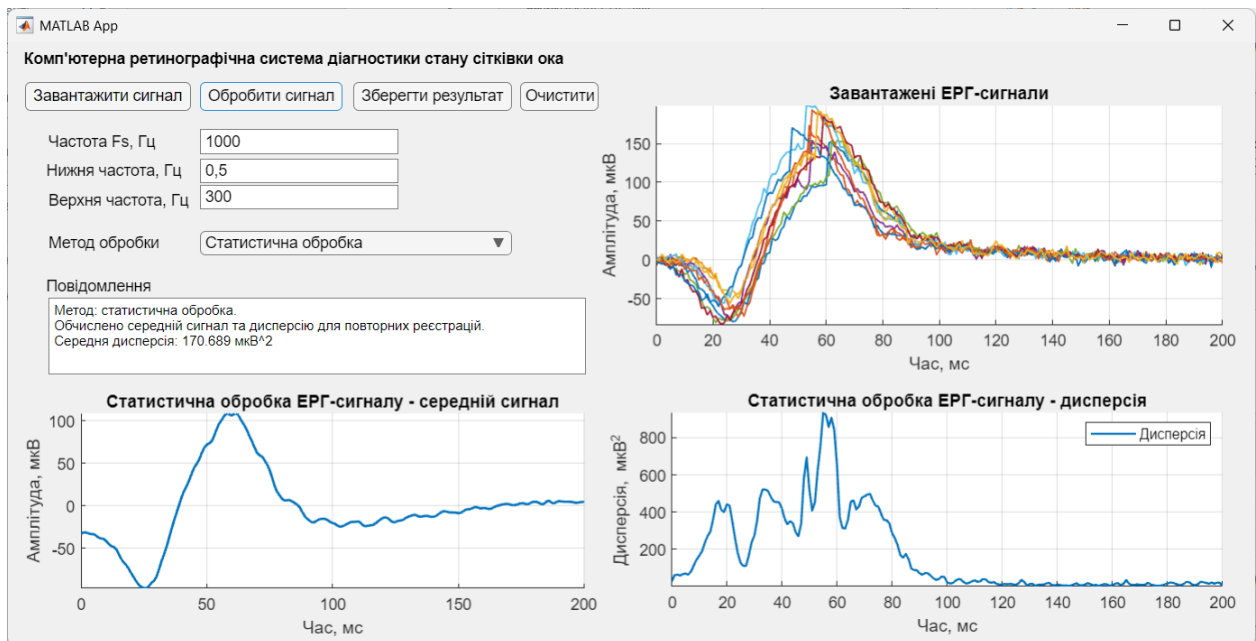 MATLAB App
Комп'ютерна ретинографічна система діагностики стану сітківки ока
Завантажити сигнал Обробити сигнал Зберегти результат Очистити
Частота Fs, Гц 1000
Нижня частота, Гц 0,5
Верхня частота, Гц 300
Метод обробки Статистична обробка
Повідомлення
Метод: статистична обробка.
Обчислено середній сигнал та дисперсію для повторних реєстрацій.
Середня дисперсія: 170.689 мкВ^2
Завантажені ЕРГ-сигнали
Амплітуда, мкВ
150
100
50
0
-50
0 20 40 60 80 100 120 140 160 180 200
Час, мс
Статистична обробка ЕРГ-сигналу - середній сигнал
Амплітуда, мкВ
100
50
0
-50
0 50 100 150 200
Час, мс
Статистична обробка ЕРГ-сигналу - дисперсія
Дисперсія
Дисперсія, мкВ²
800
600
400
200
0 20 40 60 80 100 120 140 160 180 200
Час, мс